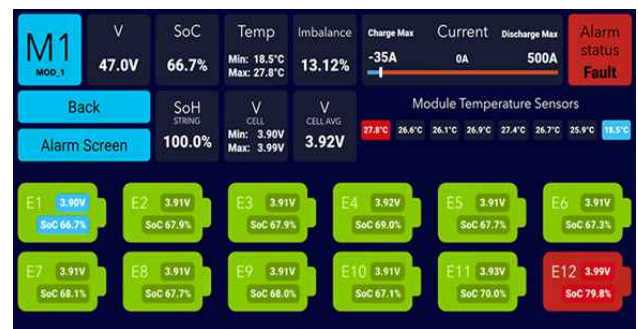 M1
MOD_1
V
47.0V
SoC
66.7%
Temp
Min: 18.5°C
Max: 27.8°C
Imbalance
13.12%
Charge Max Current Discharge Max
-35A 0A 500A
Alarm
status
Fault
Back
Alarm Screen
SoH
STRING
100.0%
V
CELL
Min: 3.90V
Max: 3.99V
V
CELL AVG
3.92V
Module Temperature Sensors
27.8°C 26.6°C 26.1°C 26.9°C 27.4°C 26.7°C 25.9°C 18.5°C
E1 3.90V
SoC 66.7%
E2 3.91V
SoC 67.9%
E3 3.91V
SoC 67.9%
E4 3.92V
SoC 69.0%
E5 3.91V
SoC 67.7%
E6 3.91V
SoC 67.3%
E7 3.91V
SoC 68.1%
E8 3.91V
SoC 67.7%
E9 3.91V
SoC 68.0%
E10 3.91V
SoC 67.1%
E11 3.93V
SoC 70.0%
E12 3.99V
SoC 79.8%